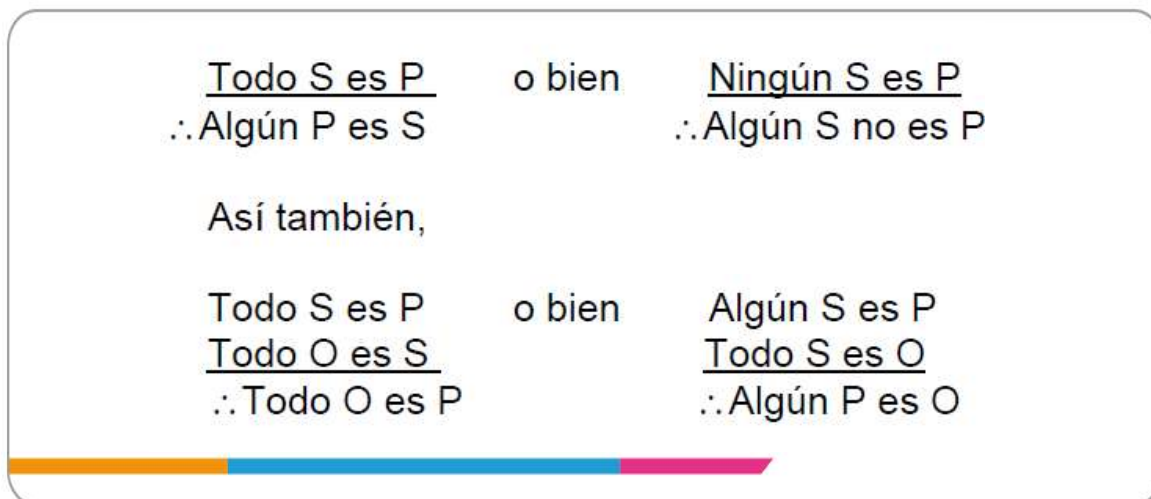 Todo S es P o bien Ningún S es P
∴ Algún P es S ∴ Algún S no es P
Así también,
Todo S es P o bien Algún S es P
Todo O es S Todo S es O
∴ Todo O es P ∴ Algún P es O